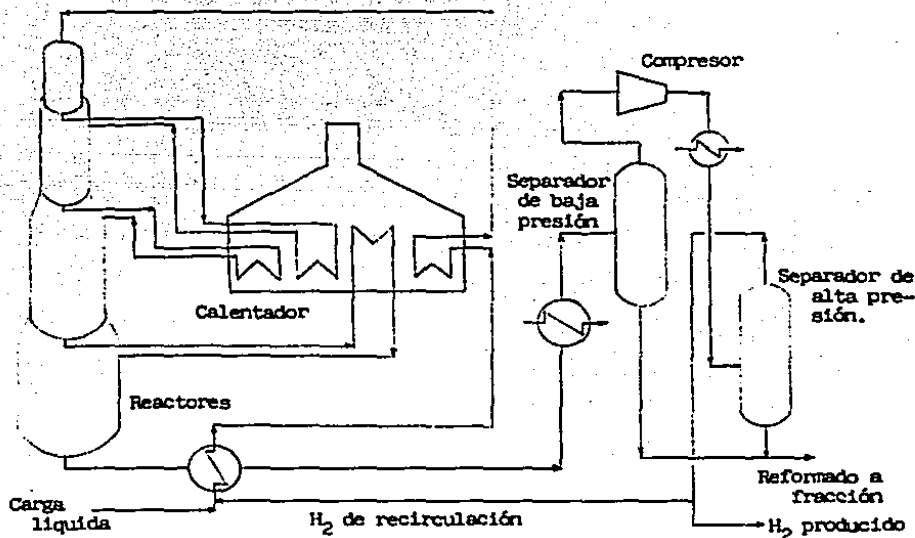 Compresor
Separador
de baja
presión
Separador de
alta pre-
sión.
Calentador
Reactores
Reformado a
fracción
Carga
líquida
H2 de recirculación
H2 producido